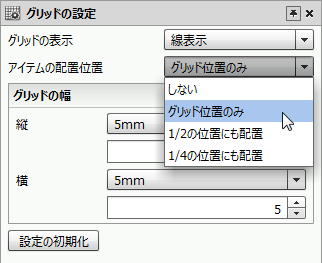 グリッドの設定
グリッドの表示 線表示
アイテムの配置位置 グリッド位置のみ
しない
グリッド位置のみ
1/2の位置にも配置
1/4の位置にも配置
グリッドの幅
縦 5mm
横 5mm
5
設定の初期化